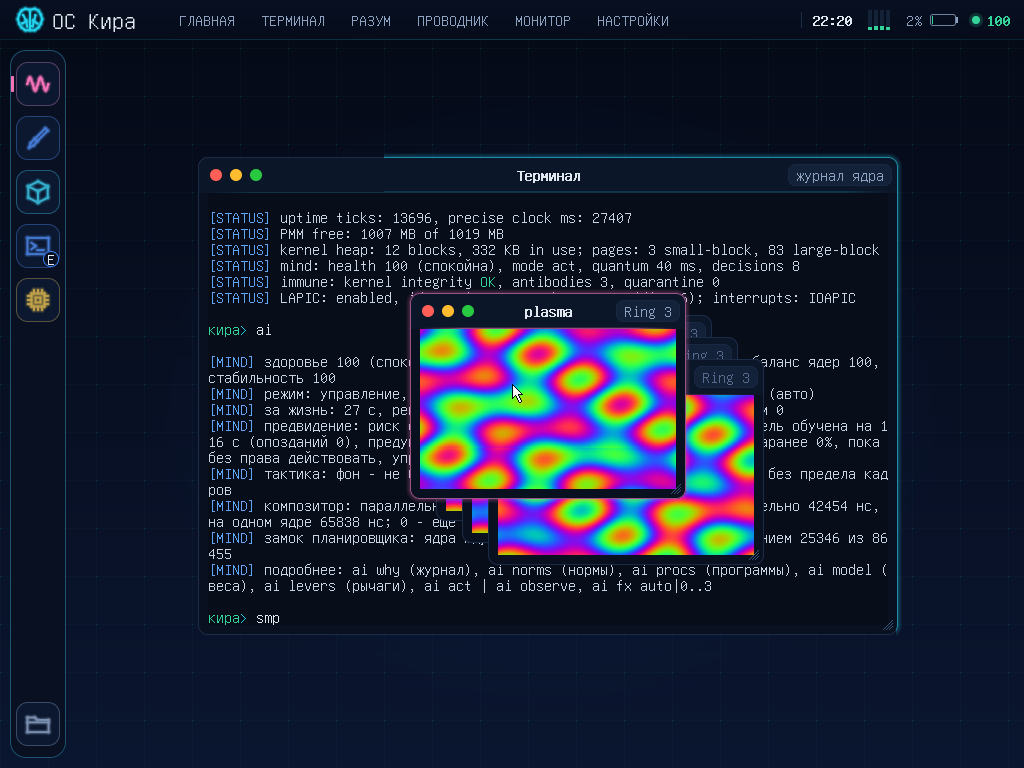 ОС Кира ГЛАВНАЯ ТЕРМИНАЛ РАЗУМ ПРОВОДНИК МОНИТОР НАСТРОЙКИ 22:20 2% 100
E
Терминал журнал ядра
[STATUS] uptime ticks: 13696, precise clock ms: 27407
[STATUS] PMM free: 1007 MB of 1019 MB
[STATUS] kernel heap: 12 blocks, 332 KB in use; pages: 3 small-block, 83 large-block
[STATUS] mind: health 100 (спокойна), mode act, quantum 40 ms, decisions 8
[STATUS] immune: kernel integrity OK, antibodies 3, quarantine 0
[STATUS] LAPIC: enabled, ); interrupts: IOAPIC
кира> ai
plasma Ring 3
3
ing 3
Ring 3
[MIND] здоровье 100 баланс ядер 100,
стабильность 100
[MIND] режим: управление, (авто)
[MIND] за жизнь: 27 с, 0
[MIND] предвидение: риск обучена на 1
16 с (опозданий 0), 0%, пока
без права действовать,
[MIND] тактика: фон - не без предела кад
ров
[MIND] композитор: 42454 нс,
на одном ядре 65838 нс; 0 - еще
[MIND] замок планировщика: ядра 25346 из 86
455
[MIND] подробнее: ai why (журнал), ai norms (нормы), ai procs (программы), ai model (
веса), ai levers (рычаги), ai act | ai observe, ai fx auto|0..3
кира> smp